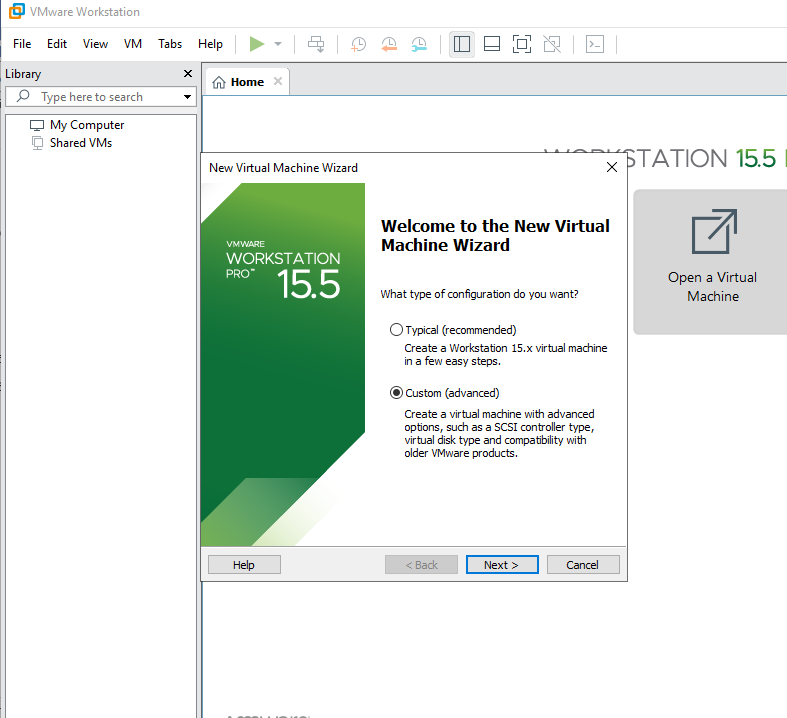 VMware Workstation
File Edit View VM Tabs Help
Library
Type here to search
My Computer
Shared VMs
Home
WORKSTATION 15.5
New Virtual Machine Wizard
VMWARE
WORKSTATION
PRO™ 15.5
Welcome to the New Virtual
Machine Wizard
What type of configuration do you want?
Typical (recommended)
Create a Workstation 15.x virtual machine
in a few easy steps.
Custom (advanced)
Create a virtual machine with advanced
options, such as a SCSI controller type,
virtual disk type and compatibility with
older VMware products.
Help
< Back
Next >
Cancel
Open a Virtual
Machine